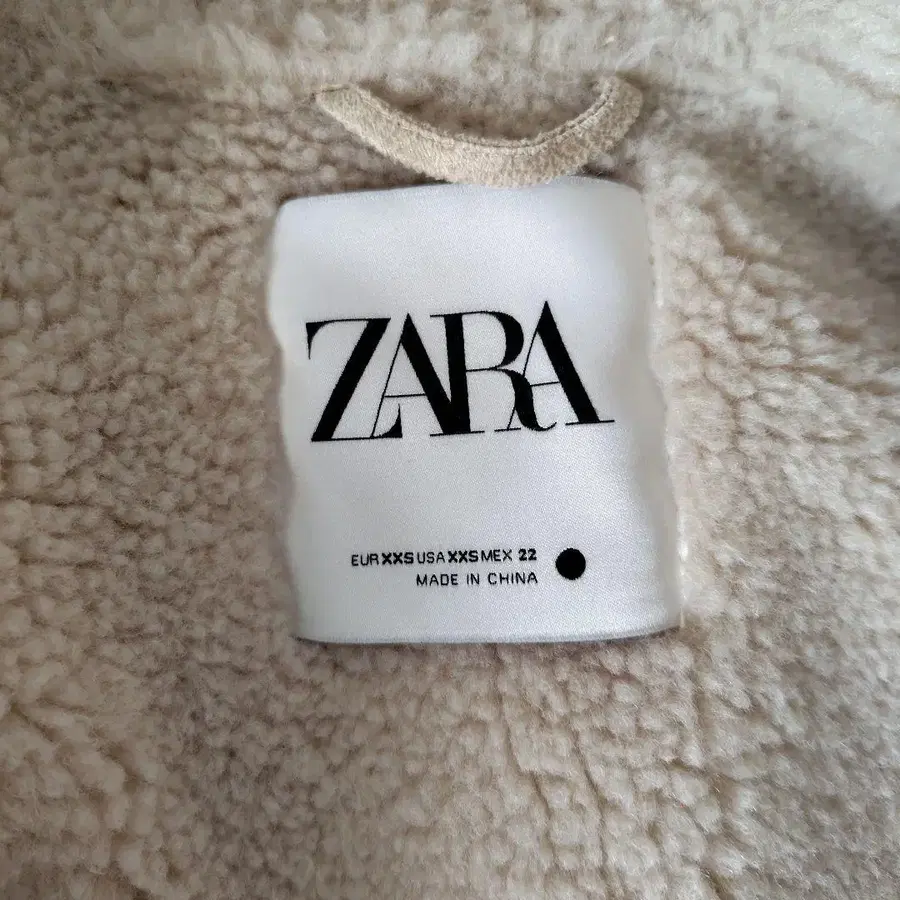 ZARA
EUR XXS USA XXS MEX 22
MADE IN CHINA